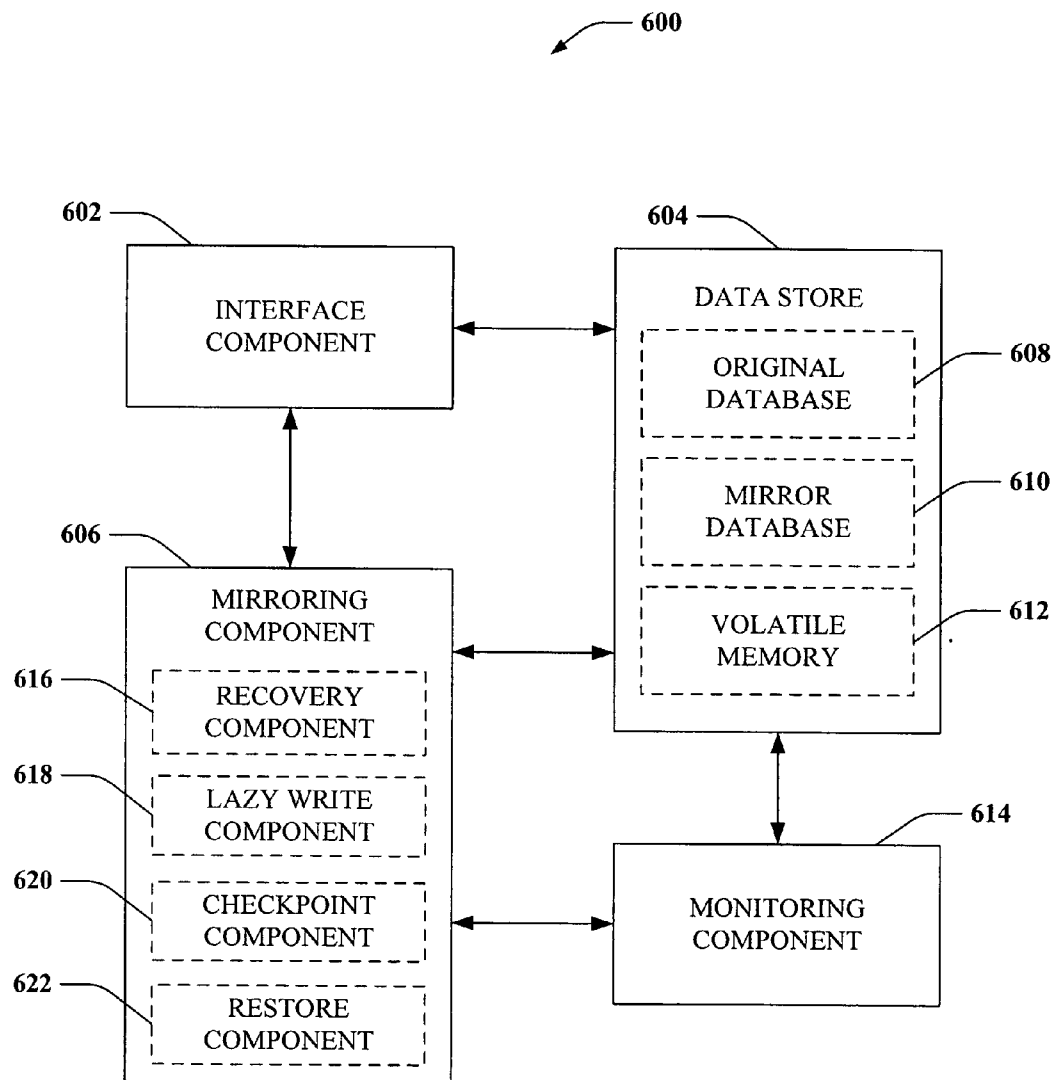 600
602
604
INTERFACE
COMPONENT
DATA STORE
ORIGINAL
DATABASE
608
MIRROR
DATABASE
610
606
MIRRORING
COMPONENT
VOLATILE
MEMORY
612
616
RECOVERY
COMPONENT
618
LAZY WRITE
COMPONENT
614
620
CHECKPOINT
COMPONENT
MONITORING
COMPONENT
622
RESTORE
COMPONENT